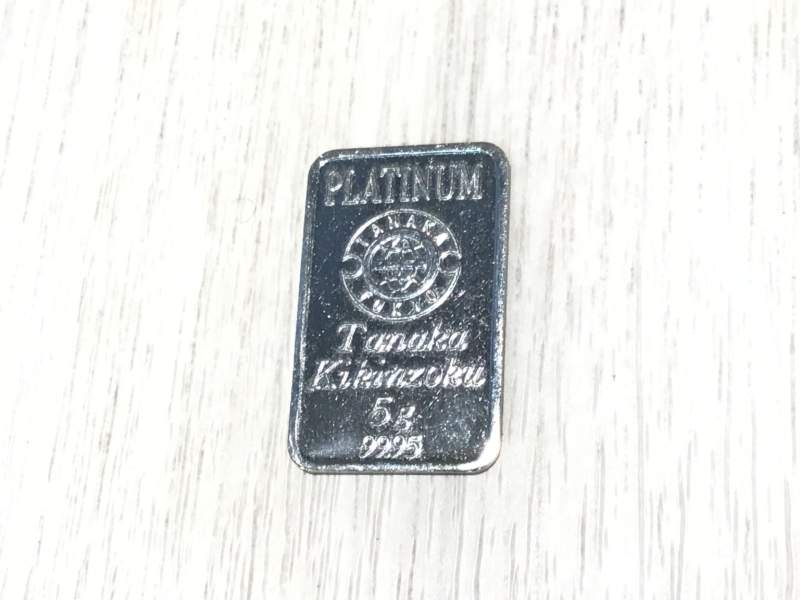 PLATINUM
TANAKA
TOKYO
Tanaka
Kikinzoku
5g
9995